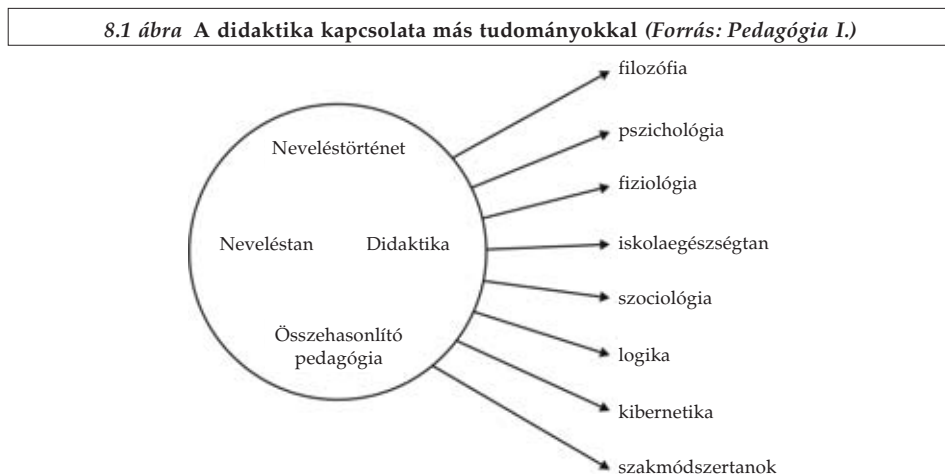 8.1 ábra A didaktika kapcsolata más tudományokkal (Forrás: Pedagógia I.)
filozófia
Neveléstörténet
pszichológia
fiziológia
Neveléstan
Didaktika
iskolaegészségtan
szociológia
Összehasonlító
pedagógia
logika
kibernetika
szakmódszertanok